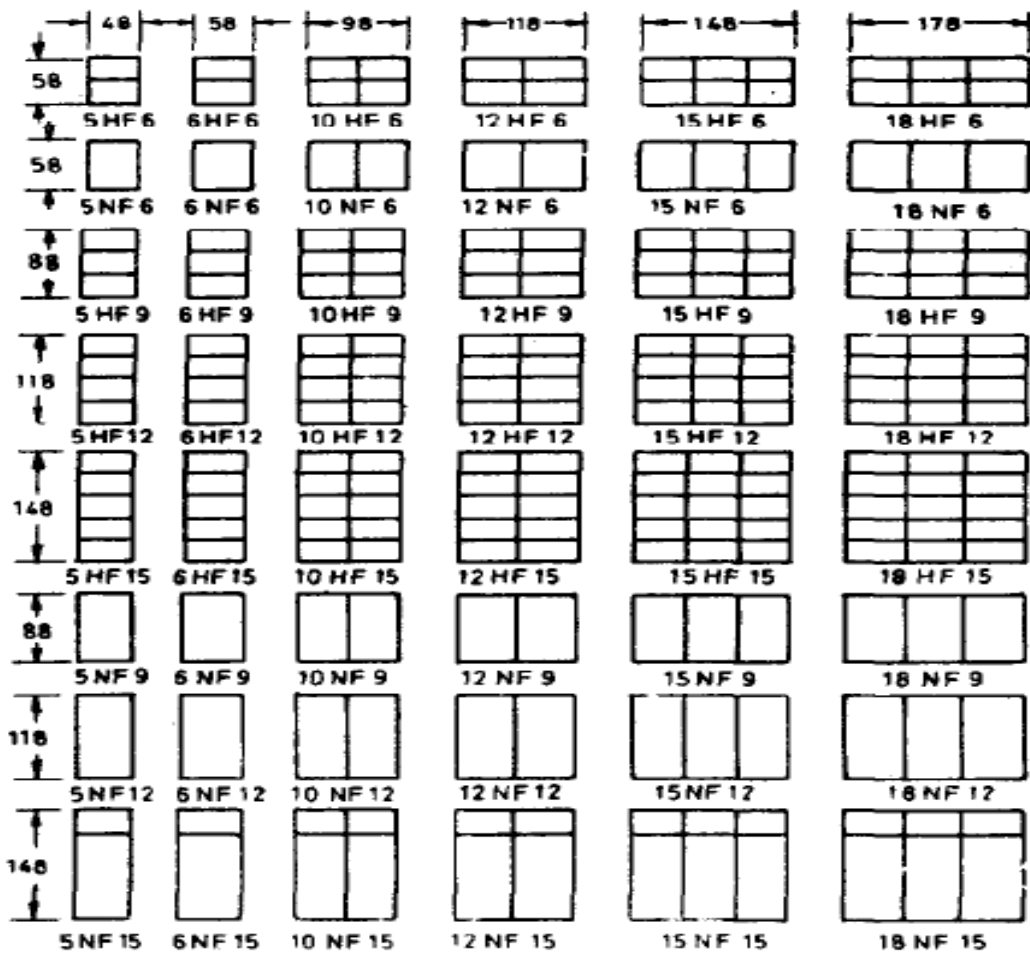 48 58 98 118 148 178
58
5 HF 6 6 HF 6 10 HF 6 12 HF 6 15 HF 6 18 HF 6
58
5 NF 6 6 NF 6 10 NF 6 12 NF 6 15 NF 6 18 NF 6
88
5 HF 9 6 HF 9 10 HF 9 12 HF 9 15 HF 9 18 HF 9
118
5 HF 12 6 HF 12 10 HF 12 12 HF 12 15 HF 12 18 HF 12
148
5 HF 15 6 HF 15 10 HF 15 12 HF 15 15 HF 15 18 HF 15
88
5 NF 9 6 NF 9 10 NF 9 12 NF 9 15 NF 9 18 NF 9
118
5 NF 12 6 NF 12 10 NF 12 12 NF 12 15 NF 12 18 NF 12
148
5 NF 15 6 NF 15 10 NF 15 12 NF 15 15 NF 15 18 NF 15